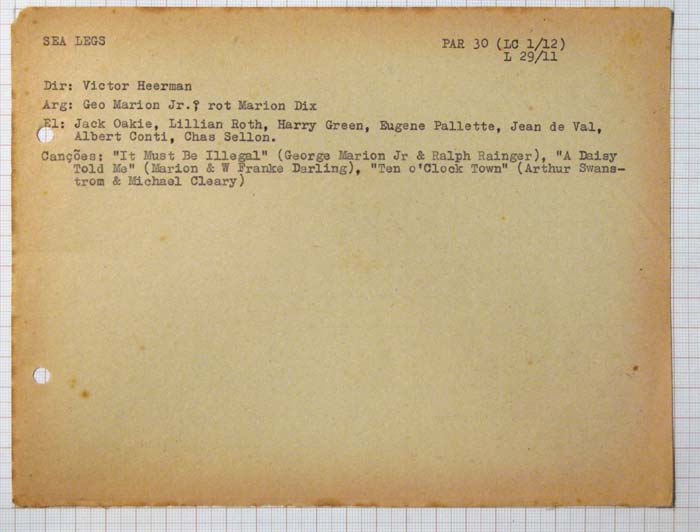 SEA LEGS PAR 30 (LC 1/12)
L 29/11
Dir: Victor Heerman
Arg: Geo Marion Jr.; rot Marion Dix
El: Jack Oakie, Lillian Roth, Harry Green, Eugene Pallette, Jean de Val,
Albert Conti, Chas Sellon.
Canções: "It Must Be Illegal" (George Marion Jr & Ralph Rainger), "A Daisy
Told Me" (Marion & W Franke Darling), "Ten o'Clock Town" (Arthur Swans-
trom & Michael Cleary)